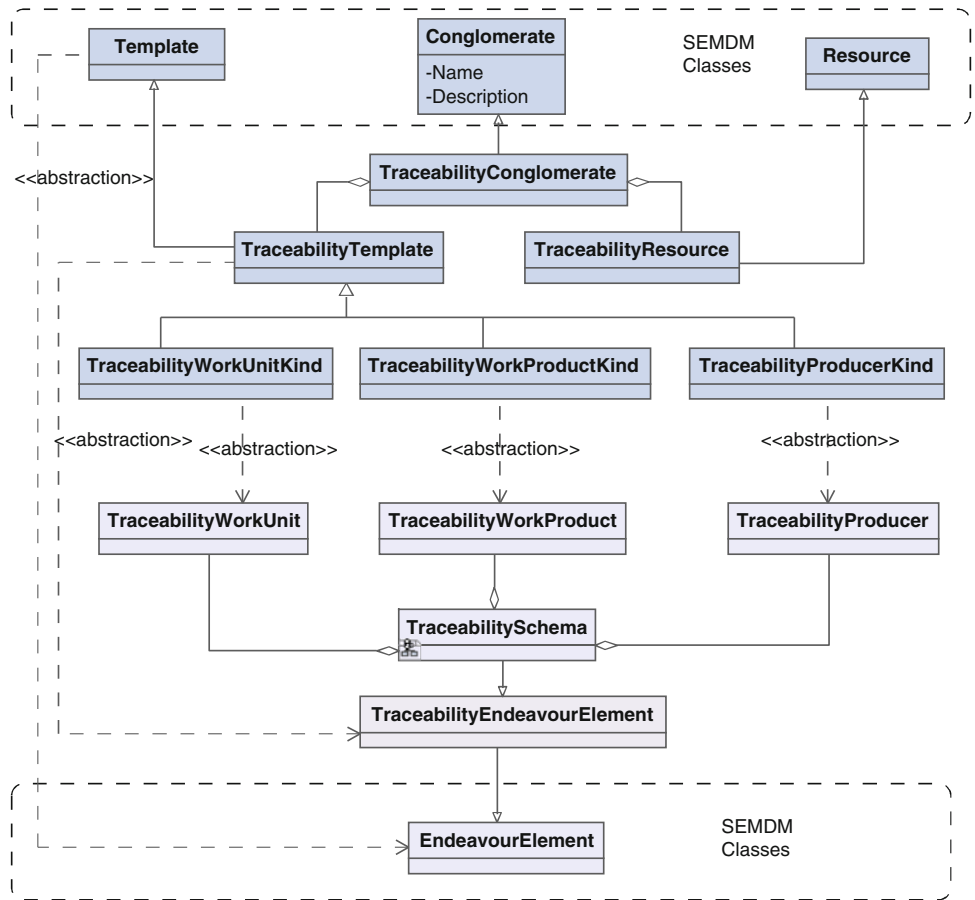 Template
Conglomerate
-Name
-Description
SEMDM
Classes
Resource
<<abstraction>>
TraceabilityConglomerate
TraceabilityTemplate
TraceabilityResource
TraceabilityWorkUnitKind
TraceabilityWorkProductKind
TraceabilityProducerKind
<<abstraction>>
<<abstraction>>
<<abstraction>>
<<abstraction>>
TraceabilityWorkUnit
TraceabilityWorkProduct
TraceabilityProducer
TraceabilitySchema
TraceabilityEndeavourElement
EndeavourElement
SEMDM
Classes